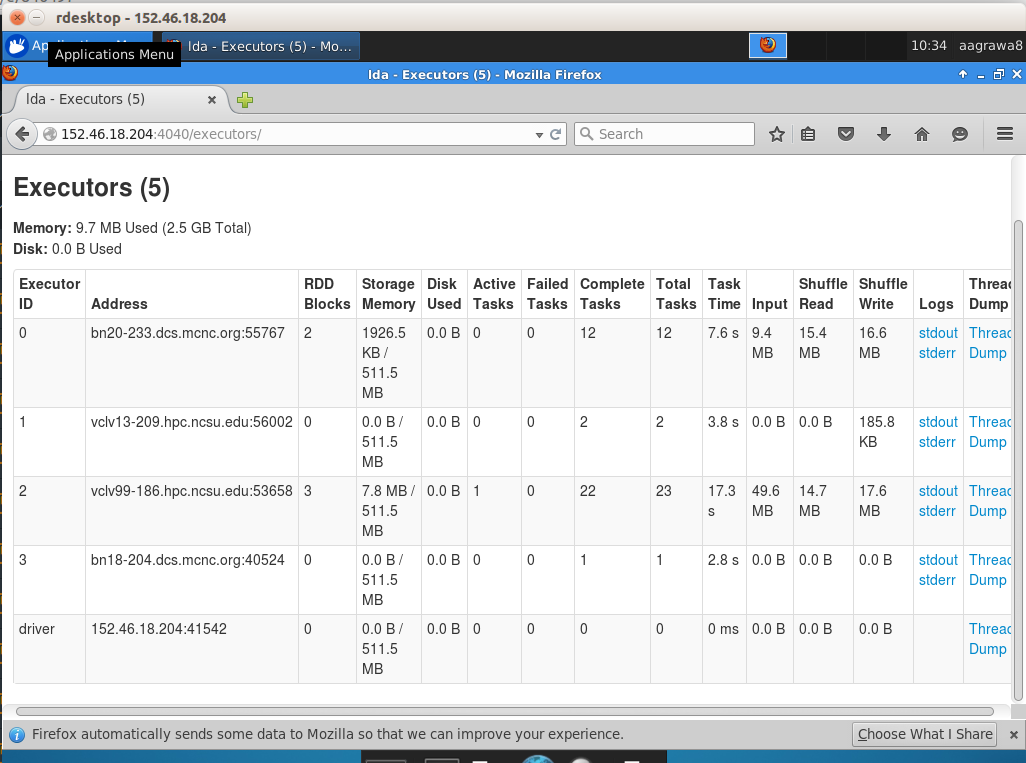 rdesktop - 152.46.18.204
lda - Executors (5) - Mo...
10:34 aagrawa8
Applications Menu
lda - Executors (5) - Mozilla Firefox
lda - Executors (5)
152.46.18.204:4040/executors/
Search
Executors (5)
Memory: 9.7 MB Used (2.5 GB Total)
Disk: 0.0 B Used
Executor ID Address RDD Blocks Storage Memory Disk Used Active Tasks Failed Tasks Complete Tasks Total Tasks Task Time Input Shuffle Read Shuffle Write Logs Thread Dump
0 bn20-233.dcs.mcnc.org:55767 2 1926.5 KB / 511.5 MB 0.0 B 0 0 12 12 7.6 s 9.4 MB 15.4 MB 16.6 MB stdout stderr Thread Dump
1 vclv13-209.hpc.ncsu.edu:56002 0 0.0 B / 511.5 MB 0.0 B 0 0 2 2 3.8 s 0.0 B 0.0 B 185.8 KB stdout stderr Thread Dump
2 vclv99-186.hpc.ncsu.edu:53658 3 7.8 MB / 511.5 MB 0.0 B 1 0 22 23 17.3 s 49.6 MB 14.7 MB 17.6 MB stdout stderr Thread Dump
3 bn18-204.dcs.mcnc.org:40524 0 0.0 B / 511.5 MB 0.0 B 0 0 1 1 2.8 s 0.0 B 0.0 B 0.0 B stdout stderr Thread Dump
driver 152.46.18.204:41542 0 0.0 B / 511.5 MB 0.0 B 0 0 0 0 0 ms 0.0 B 0.0 B 0.0 B Thread Dump
Firefox automatically sends some data to Mozilla so that we can improve your experience.
Choose What I Share